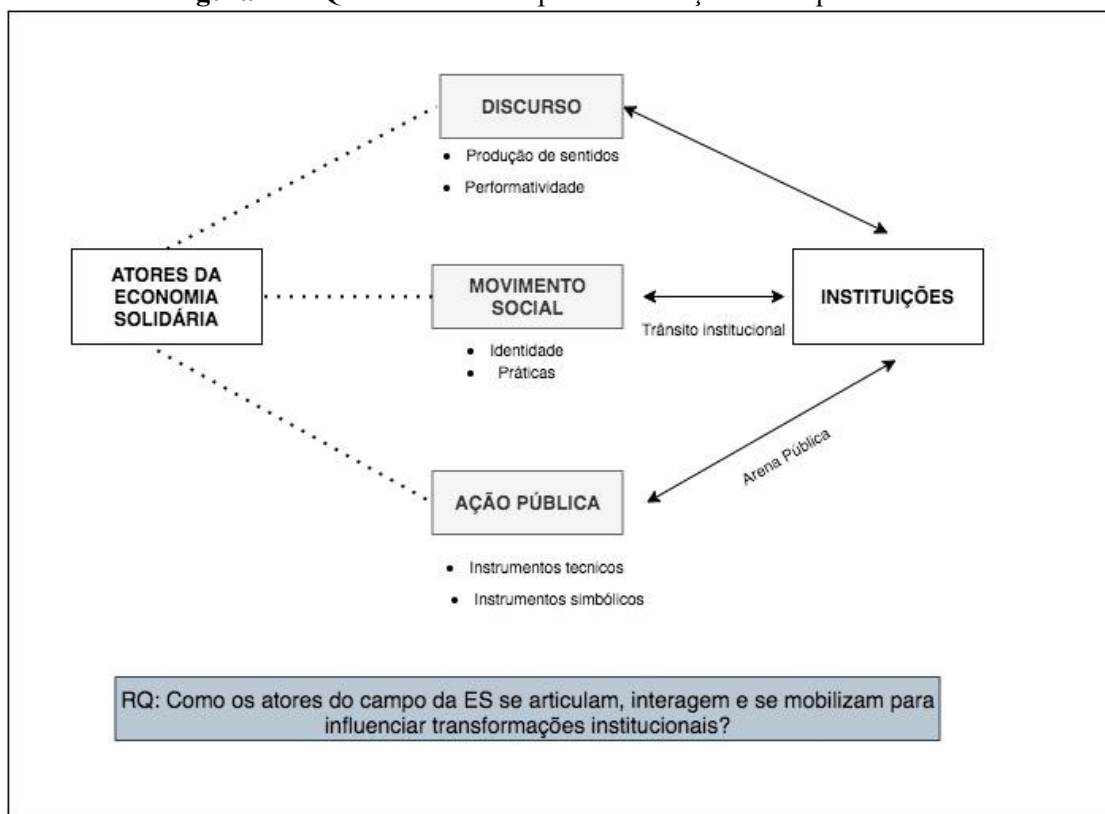 DISCURSO
• Produção de sentidos
• Performatividade
ATORES DA
ECONOMIA
SOLIDÁRIA
MOVIMENTO
SOCIAL
• Identidade
• Práticas
Trânsito institucional
INSTITUIÇÕES
AÇÃO PÚBLICA
• Instrumentos tecnicos
• Instrumentos simbólicos
Arena Pública
RQ: Como os atores do campo da ES se articulam, interagem e se mobilizam para
influenciar transformações institucionais?